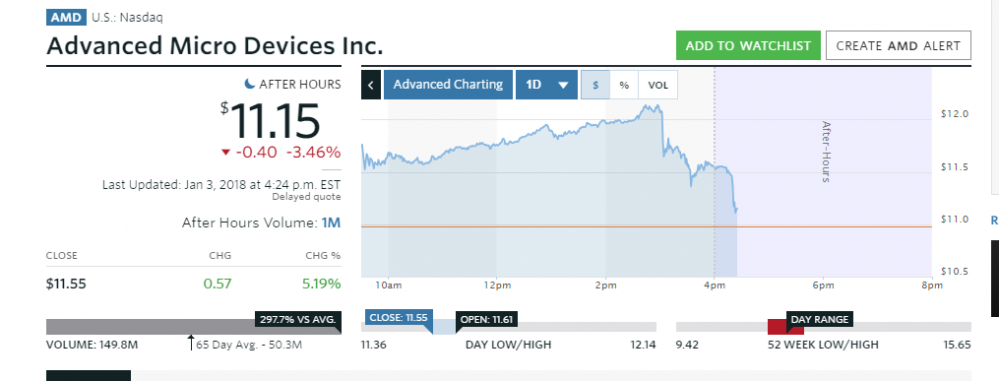 AMD U.S.: Nasdaq
Advanced Micro Devices Inc.
ADD TO WATCHLIST
CREATE AMD ALERT
AFTER HOURS
$11.15
-0.40 -3.46%
Last Updated: Jan 3, 2018 at 4:24 p.m. EST
Delayed quote
After Hours Volume: 1M
CLOSE CHG CHG %
$11.55 0.57 5.19%
Advanced Charting 1D $ % VOL
After-Hours
$12.0
$11.5
$11.0
$10.5
10am 12pm 2pm 4pm 6pm 8pm
297.7% VS AVG.
VOLUME: 149.8M 65 Day Avg. - 50.3M
CLOSE: 11.55 OPEN: 11.61
11.36 DAY LOW/HIGH 12.14
DAY RANGE
9.42 52 WEEK LOW/HIGH 15.65
R